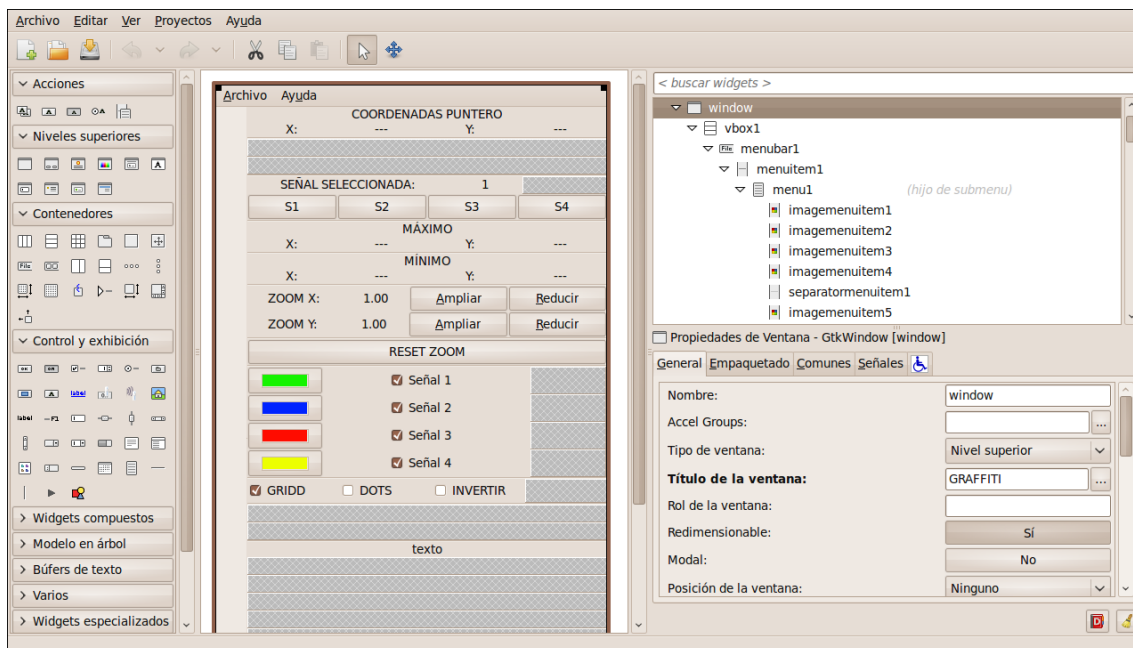 Archivo Editar Ver Proyectos Ayuda
Acciones
Niveles superiores
Contenedores
Control y exhibición
Widgets compuestos
Modelo en árbol
Búfers de texto
Varios
Widgets especializados
Archivo Ayuda
COORDENADAS PUNTERO
X: --- Y: ---
SEÑAL SELECCIONADA: 1
S1 S2 S3 S4
MÁXIMO
X: --- Y: ---
MÍNIMO
X: --- Y: ---
ZOOM X: 1.00 Ampliar Reducir
ZOOM Y: 1.00 Ampliar Reducir
RESET ZOOM
Señal 1
Señal 2
Señal 3
Señal 4
GRIDD DOTS INVERTIR
texto
< buscar widgets >
window
vbox1
menubar1
menuitem1
menu1 (hijo de submenu)
imagemenuitem1
imagemenuitem2
imagemenuitem3
imagemenuitem4
separatormenuitem1
imagemenuitem5
Propiedades de Ventana - GtkWindow [window]
General Empaquetado Comunes Señales
Nombre: window
Accel Groups: ...
Tipo de ventana: Nivel superior
Título de la ventana: GRAFFITI ...
Rol de la ventana:
Redimensionable: Sí
Modal: No
Posición de la ventana: Ninguno